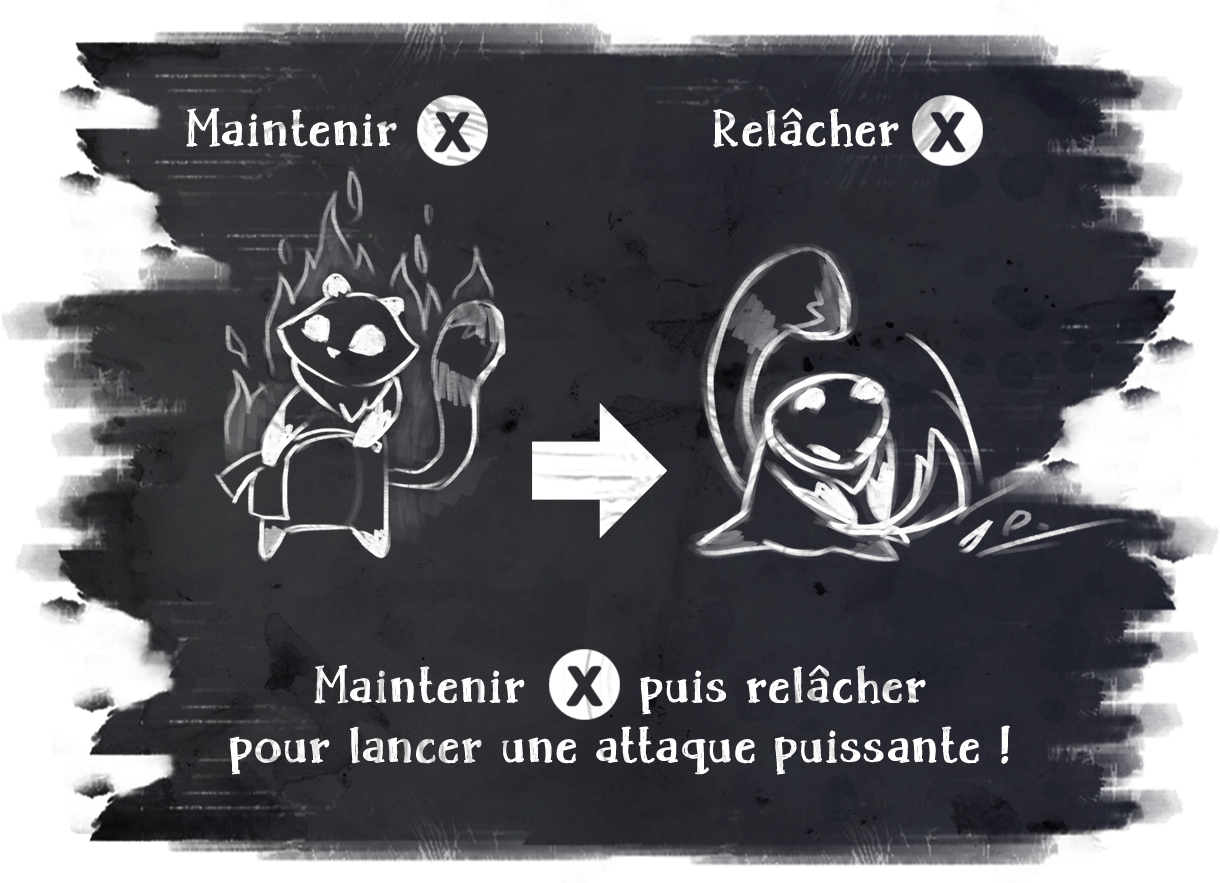 Maintenir X
Relâcher X
Maintenir X puis relâcher
pour lancer une attaque puissante !